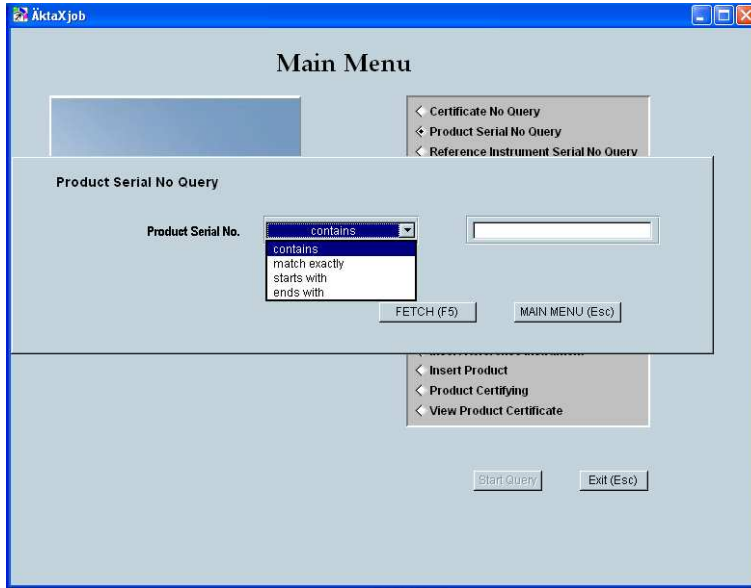 ÄktaXjob
Main Menu
Certificate No Query
Product Serial No Query
Reference Instrument Serial No Query
Product Serial No Query
Product Serial No.
contains
contains
match exactly
starts with
ends with
FETCH (F5)
MAIN MENU (Esc)
Insert Product
Product Certifying
View Product Certificate
Start Query
Exit (Esc)